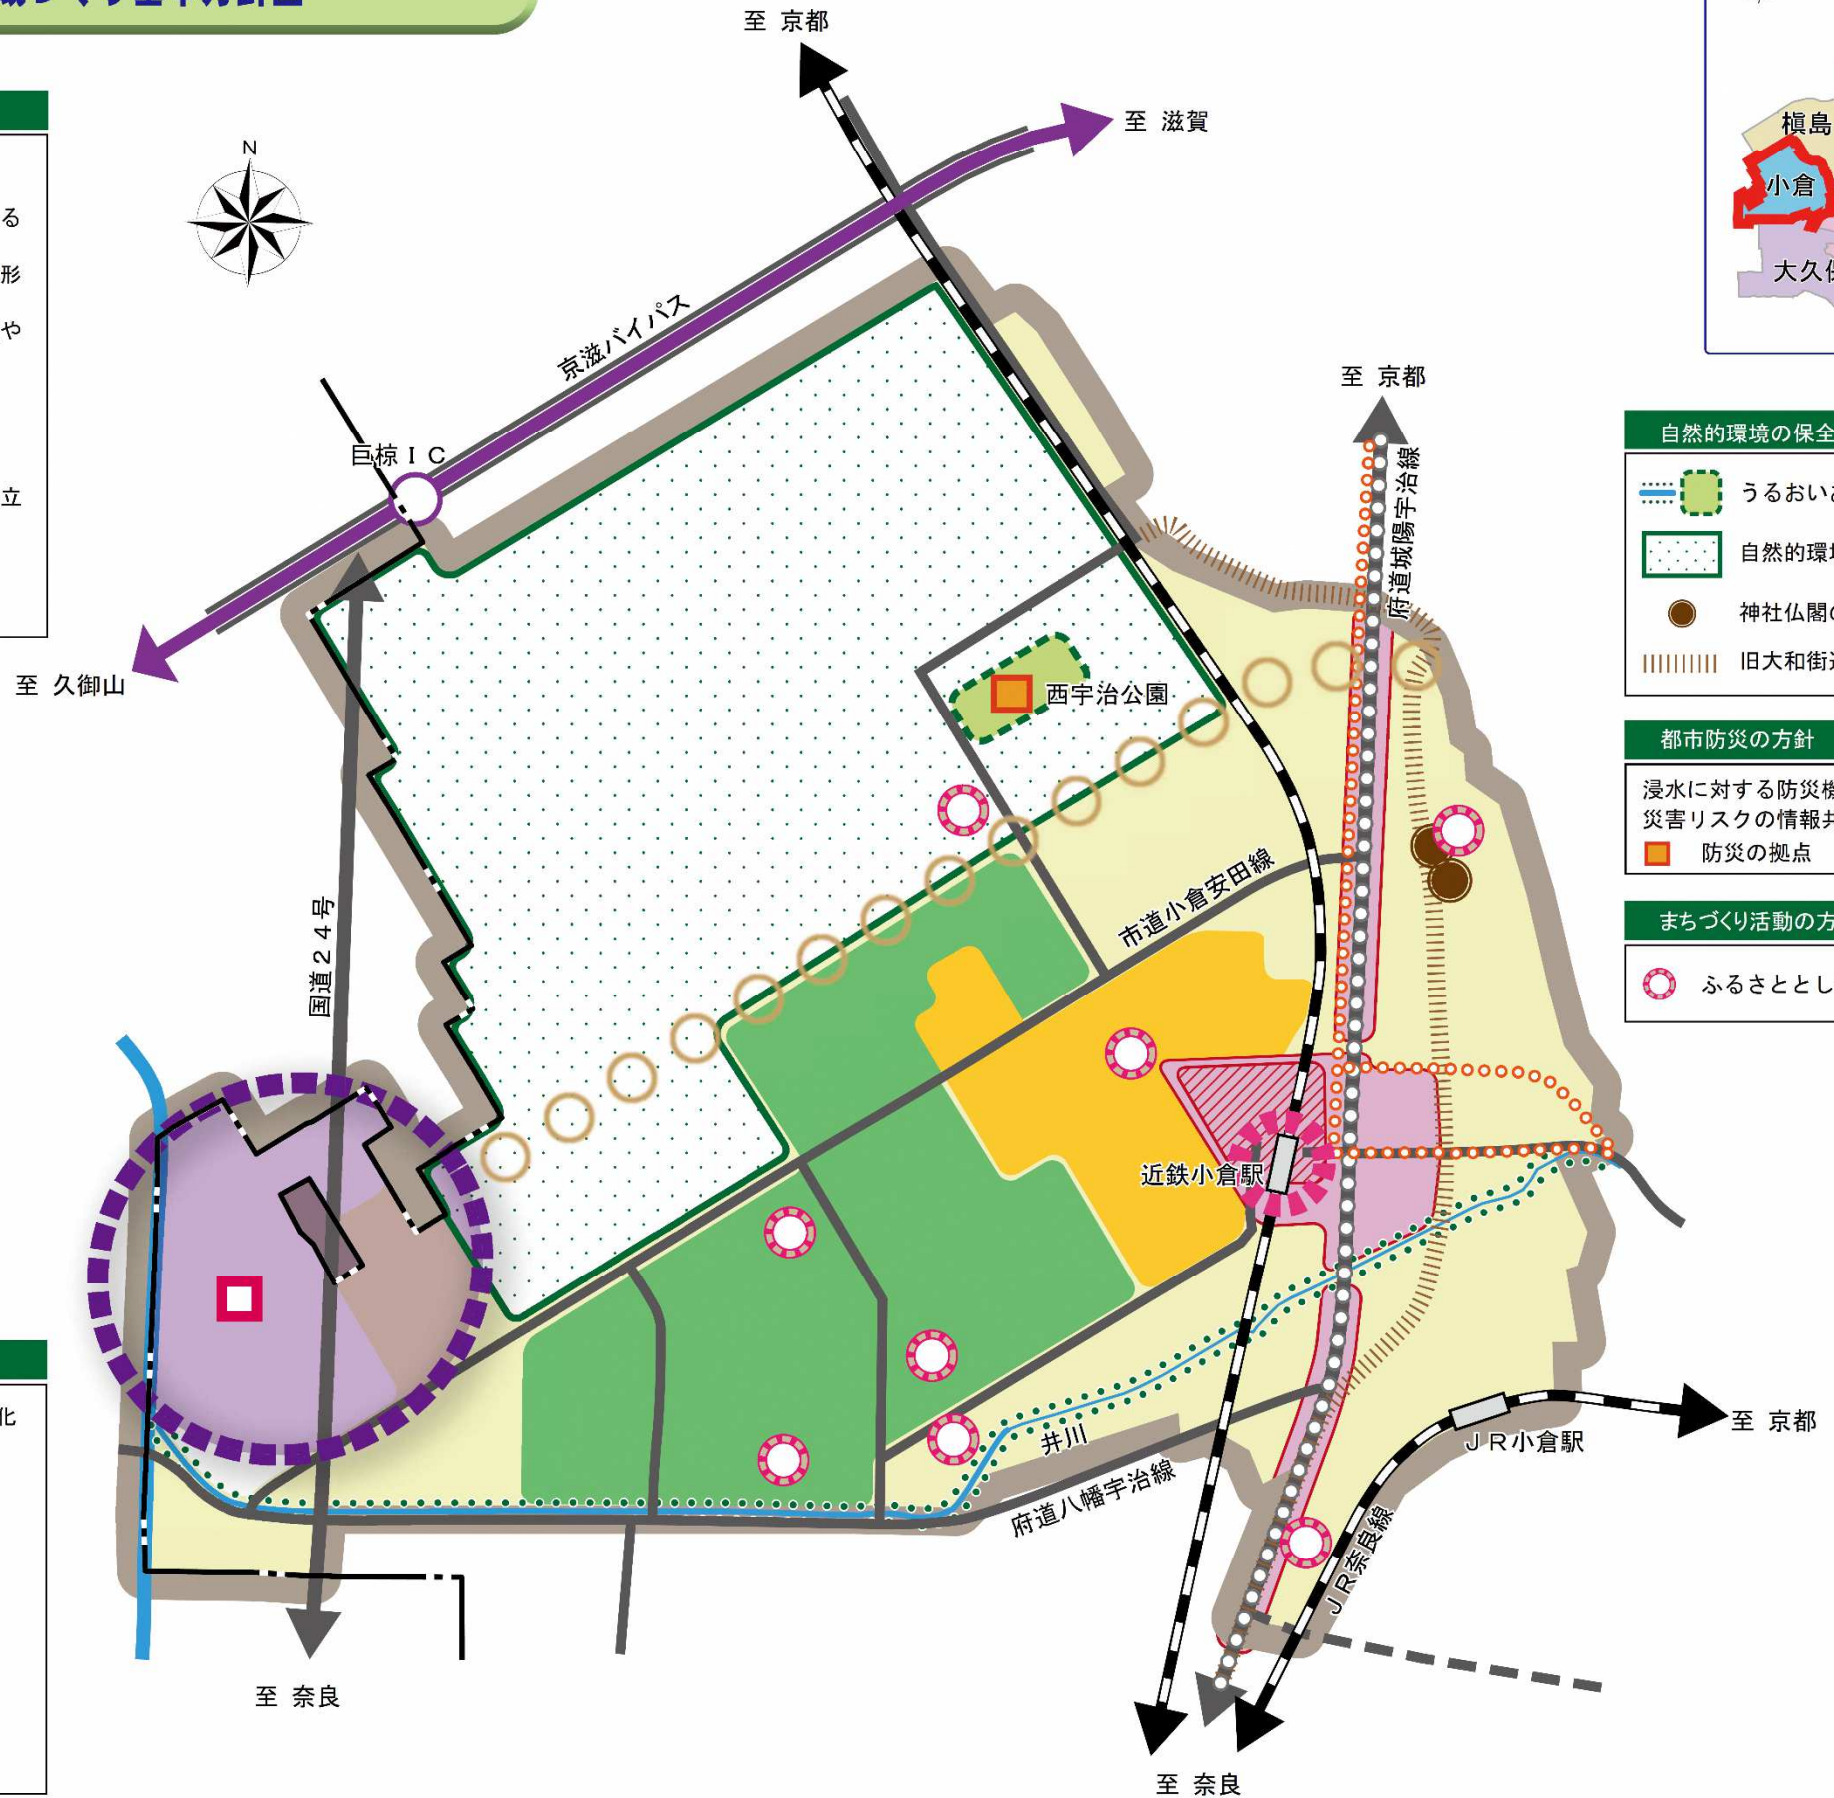 至 京都
至 滋賀
N
る
形
や
立
化
京滋バイパス
巨椋ＩＣ
至 久御山
国道２４号
至 奈良
西宇治公園
市道小倉安田線
至 京都
府道城陽宇治線
近鉄小倉駅
井川
府道八幡宇治線
ＪＲ小倉駅
至 京都
ＪＲ奈良線
至 奈良
槇島
小倉
大久
自然的環境の保全
うるおい
自然的環
神社仏閣
旧大和街
都市防災の方針
浸水に対する防災機
災害リスクの情報共
防災の拠点
まちづくり活動の方
ふるさととし